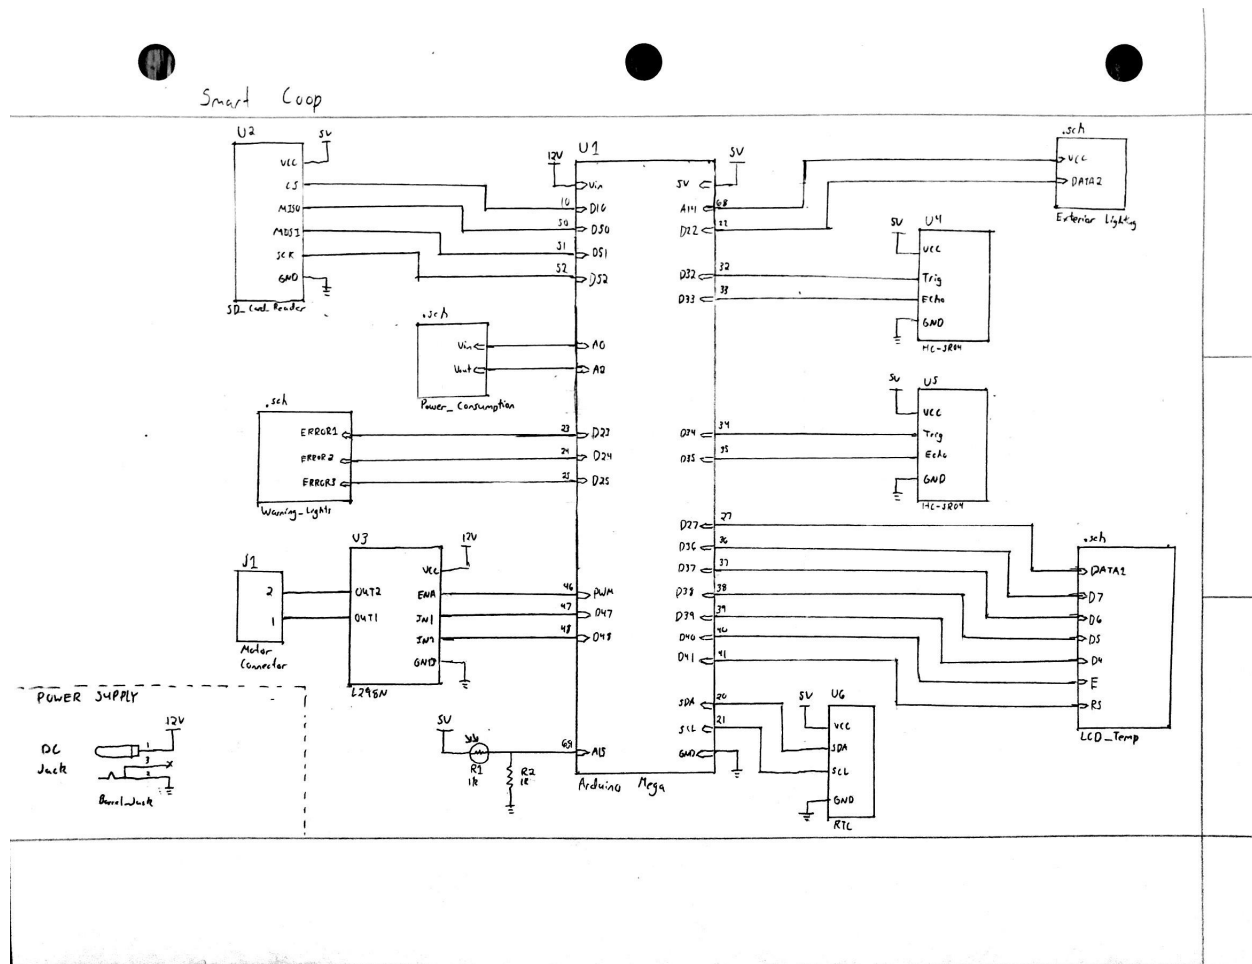 Smart Coop
U2
5V
VCC
CS
MISO
MOSI
SCK
GND
SD_Card_Reader
.sch
Vin
Vout
Power_Consumption
.sch
ERROR1
ERROR2
ERROR3
Warning_Lights
J1
2
1
Motor
Connector
U3
12V
VCC
OUT2
ENA
OUT1
IN1
IN2
GND
L298N
POWER SUPPLY
12V
DC
Jack
1
3
2
Barrel_Jack
5V
R1
1k
R2
1k
U1
12V
5V
Vin
5V
10
D10
A14
68
50
D50
D22
22
51
D51
52
D52
D32
32
D33
33
A0
A2
23
D23
D34
34
24
D24
D35
35
25
D25
D27
27
D36
36
D37
37
46
PWM
D38
38
47
D47
D39
39
48
D48
D40
40
D41
41
SDA
20
SCL
21
69
A15
GND
Arduino Mega
.sch
VCC
DATA2
Exterior Lighting
5V
U4
VCC
Trig
Echo
GND
HC-SR04
5V
U5
VCC
Trig
Echo
GND
HC-SR04
.sch
DATA1
D7
D6
D5
D4
E
RS
LCD_Temp
5V
U6
VCC
SDA
SCL
GND
RTC